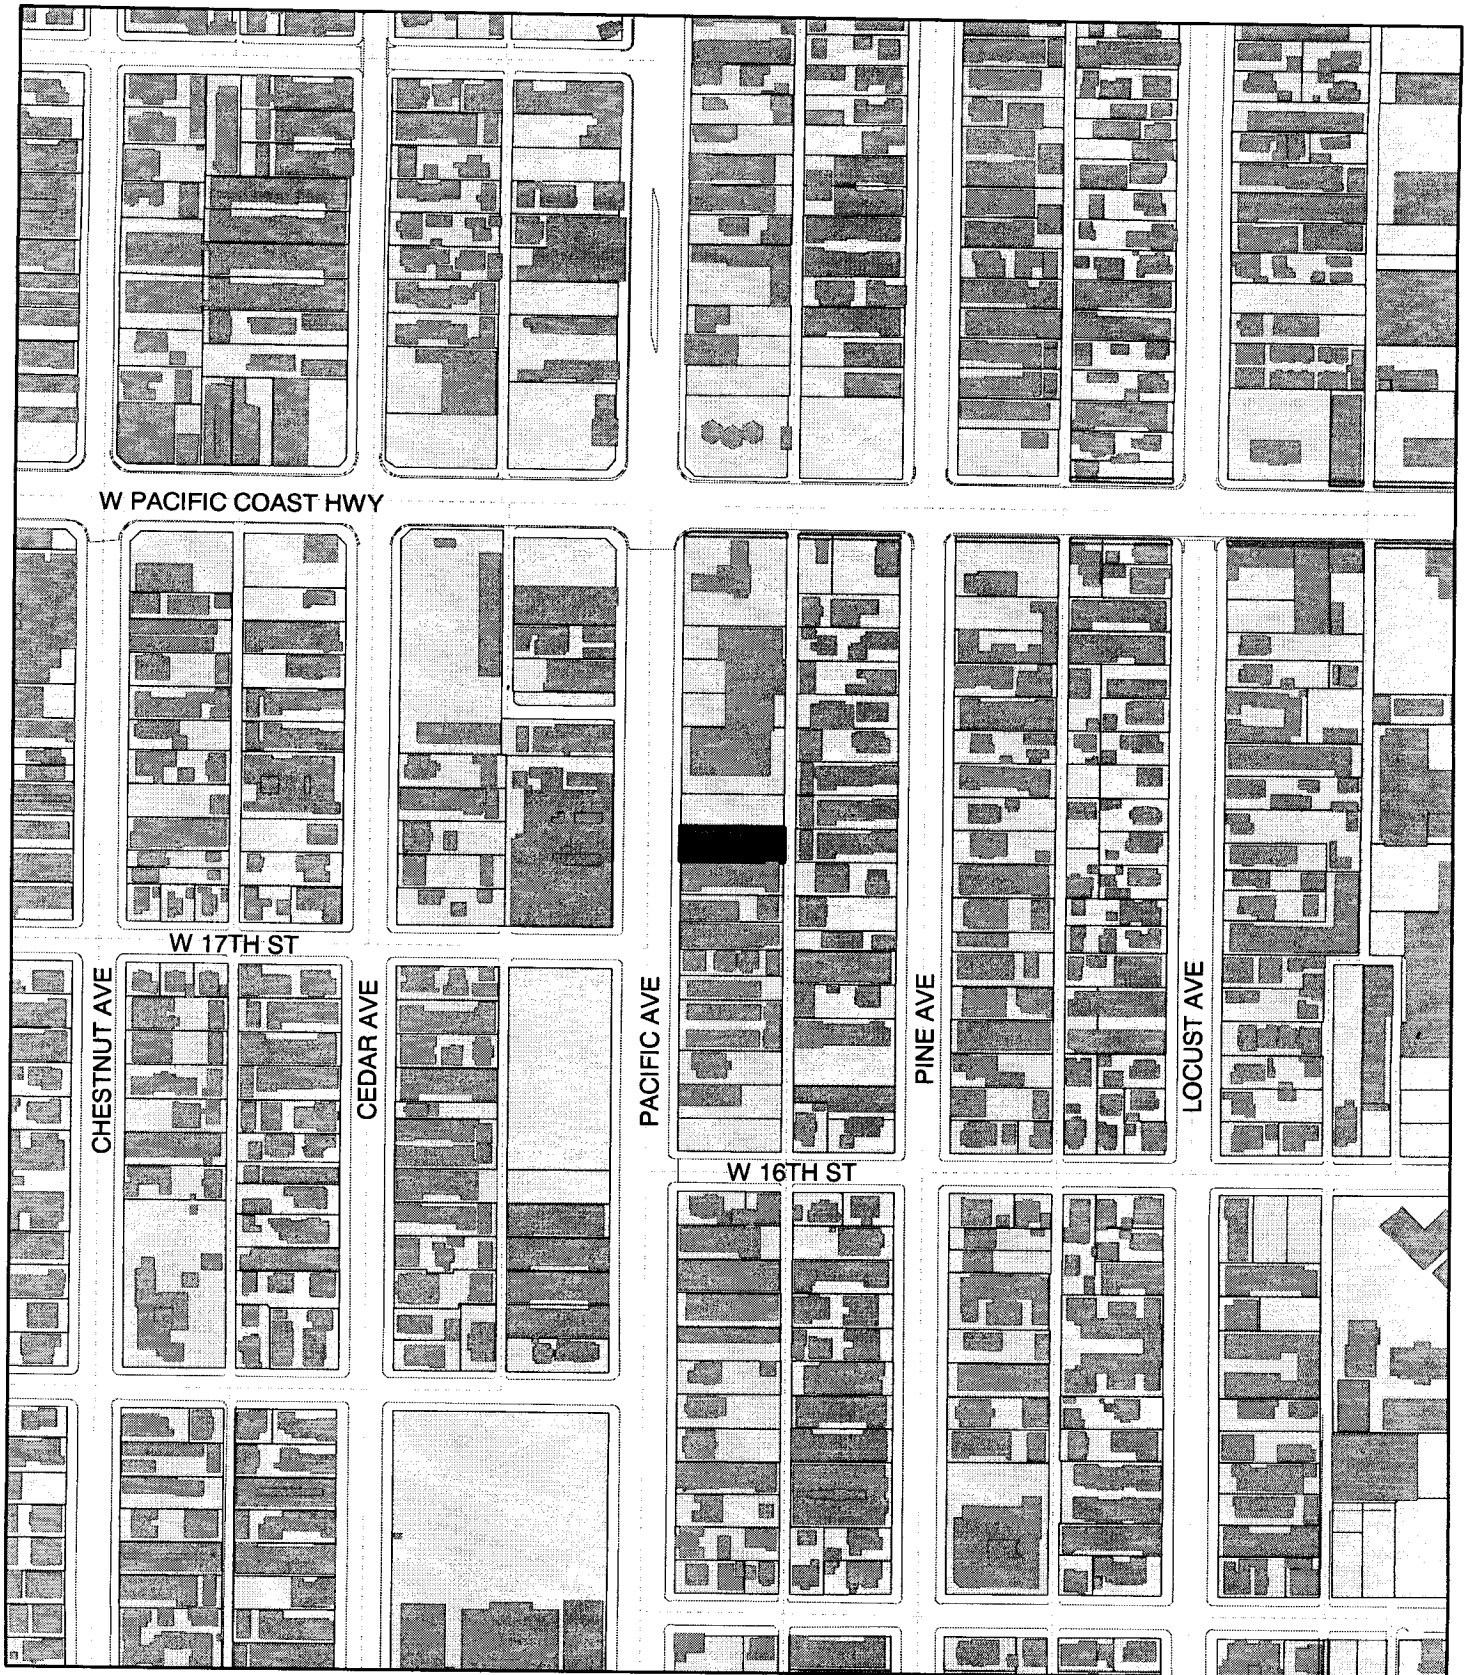 W PACIFIC COAST HWY
W 17TH ST
CHESTNUT AVE
CEDAR AVE
PACIFIC AVE
PINE AVE
LOCUST AVE
W 16TH ST